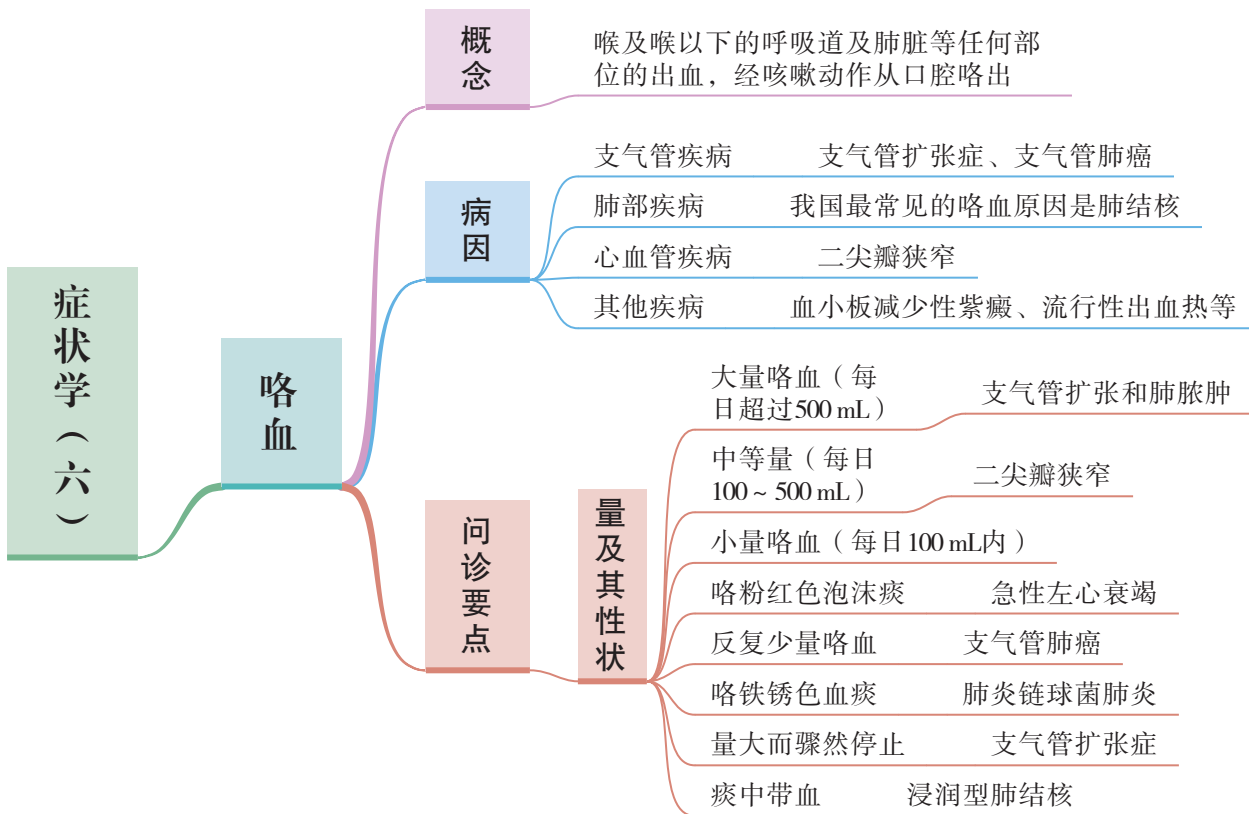 症状学（六）
咯血
概念
喉及喉以下的呼吸道及肺脏等任何部
位的出血，经咳嗽动作从口腔咯出
病因
支气管疾病 支气管扩张症、支气管肺癌
肺部疾病 我国最常见的咯血原因是肺结核
心血管疾病 二尖瓣狭窄
其他疾病 血小板减少性紫癜、流行性出血热等
问诊要点
量及其性状
大量咯血（每
日超过500 mL）
支气管扩张和肺脓肿
中等量（每日
100～500 mL）
二尖瓣狭窄
小量咯血（每日100 mL内）
咯粉红色泡沫痰 急性左心衰竭
反复少量咯血 支气管肺癌
咯铁锈色血痰 肺炎链球菌肺炎
量大而骤然停止 支气管扩张症
痰中带血 浸润型肺结核